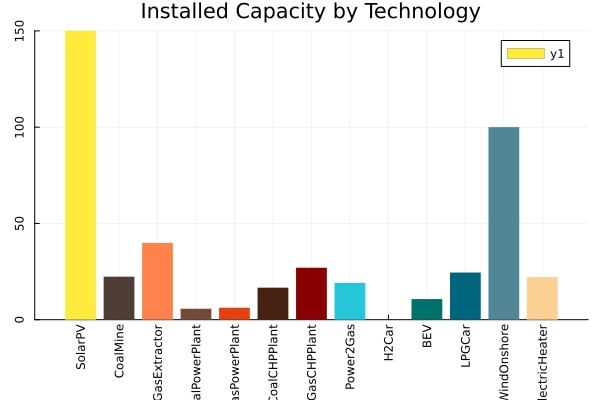 Installed Capacity by Technology
y1
150
100
50
0
SolarPV
CoalMine
GasExtractor
alPowerPlant
asPowerPlant
CoalCHPPlant
GasCHPPlant
Power2Gas
H2Car
BEV
LPGCar
WindOnshore
lectricHeater